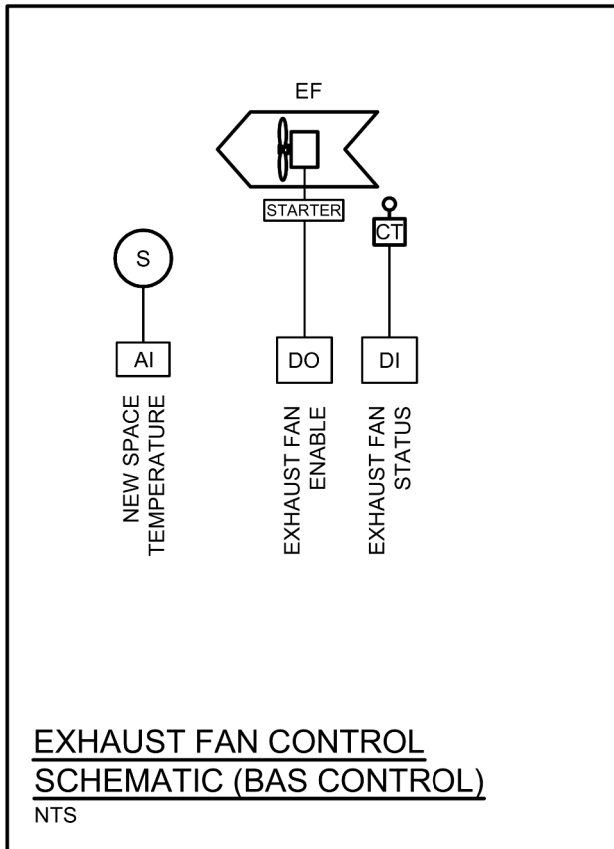 EF
STARTER
CT
S
AI
DO
DI
NEW SPACE
TEMPERATURE
EXHAUST FAN
ENABLE
EXHAUST FAN
STATUS
EXHAUST FAN CONTROL
SCHEMATIC (BAS CONTROL)
NTS